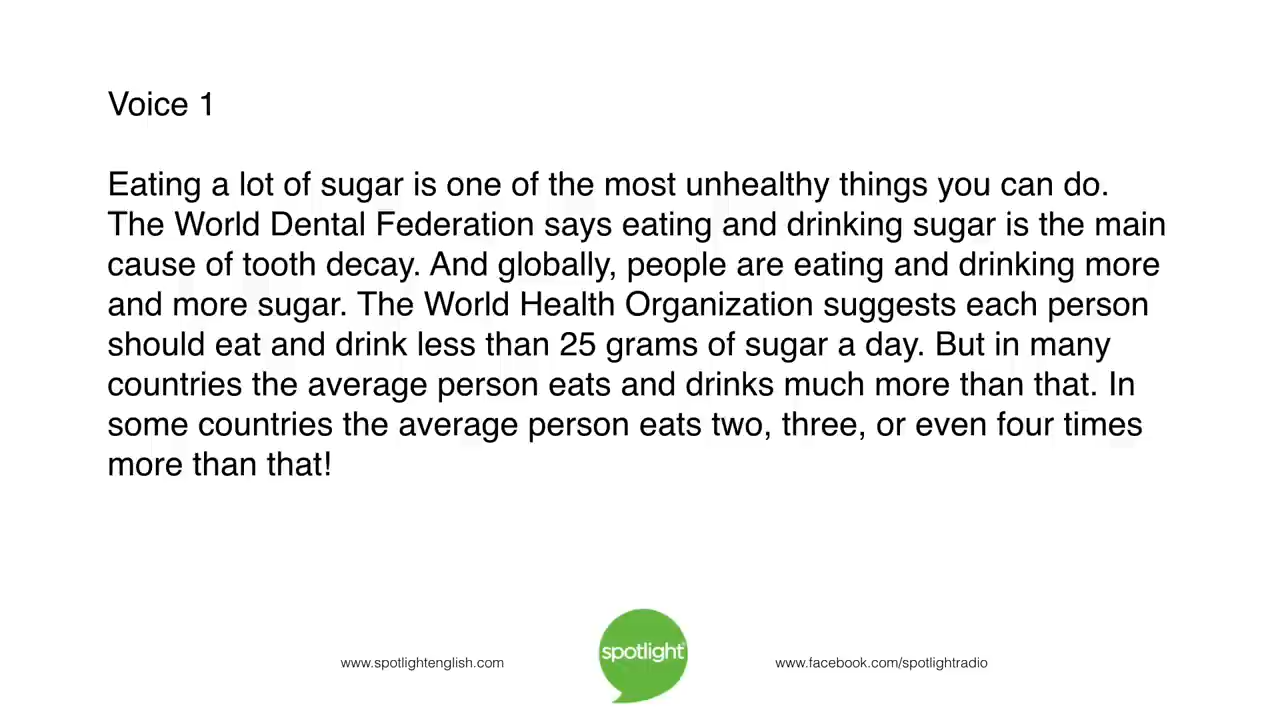 Voice 1
Eating a lot of sugar is one of the most unhealthy things you can do.
The World Dental Federation says eating and drinking sugar is the main
cause of tooth decay. And globally, people are eating and drinking more
and more sugar. The World Health Organization suggests each person
should eat and drink less than 25 grams of sugar a day. But in many
countries the average person eats and drinks much more than that. In
some countries the average person eats two, three, or even four times
more than that!
www.spotlightenglish.com
spotlight
www.facebook.com/spotlightradio